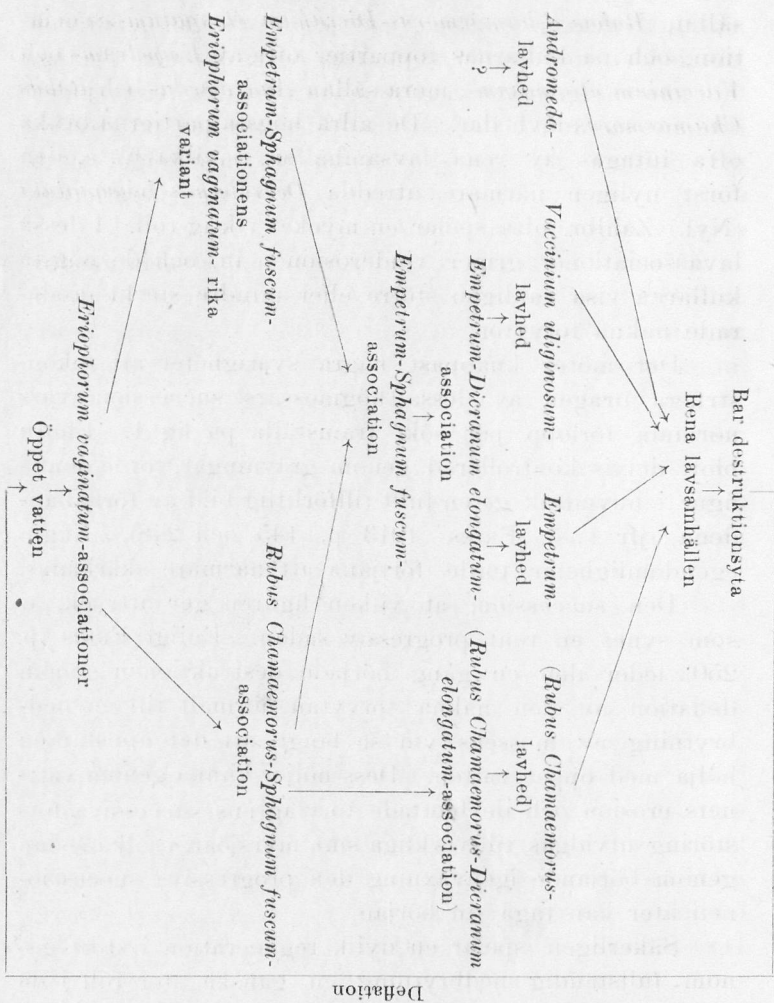 Bar destruktionsyta
Rena lavsamhällen
Andromeda- Vaccinium uliginosum- Empetrum- (Rubus Chamaemorus-
lavhed lavhed lavhed lavhed)
? Empetrum-Dicranum elongatum- Rubus Chamaemorus-Dicranum
association elongatum-association
Empetrum-Sphagnum fuscum-
association
Empetrum-Sphagnum fuscum- Rubus Chamaemorus-Sphagnum fuscum-
associationens association
Eriophorum vaginatum-rika
variant
Eriophorum vaginatum-associationer
Öppet vatten
Deflation